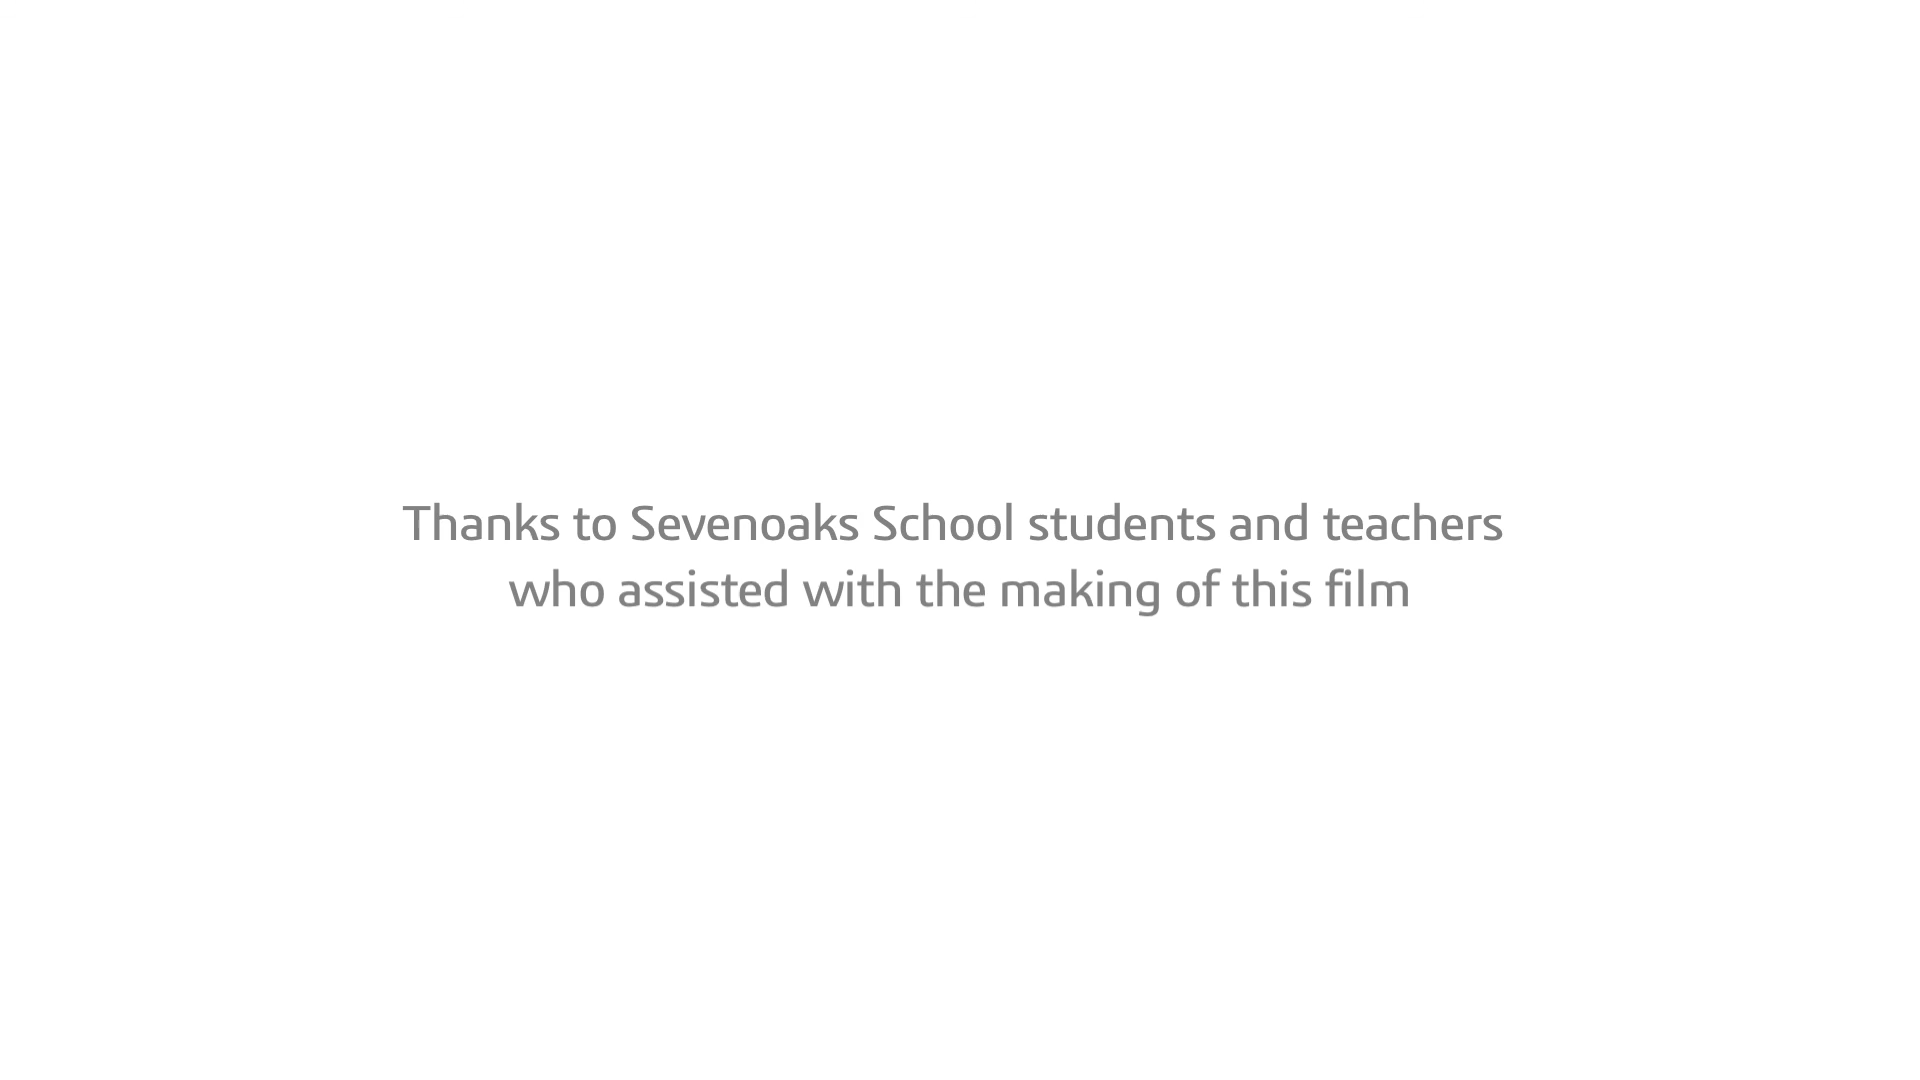 Thanks to Sevenoaks School students and teachers
who assisted with the making of this film